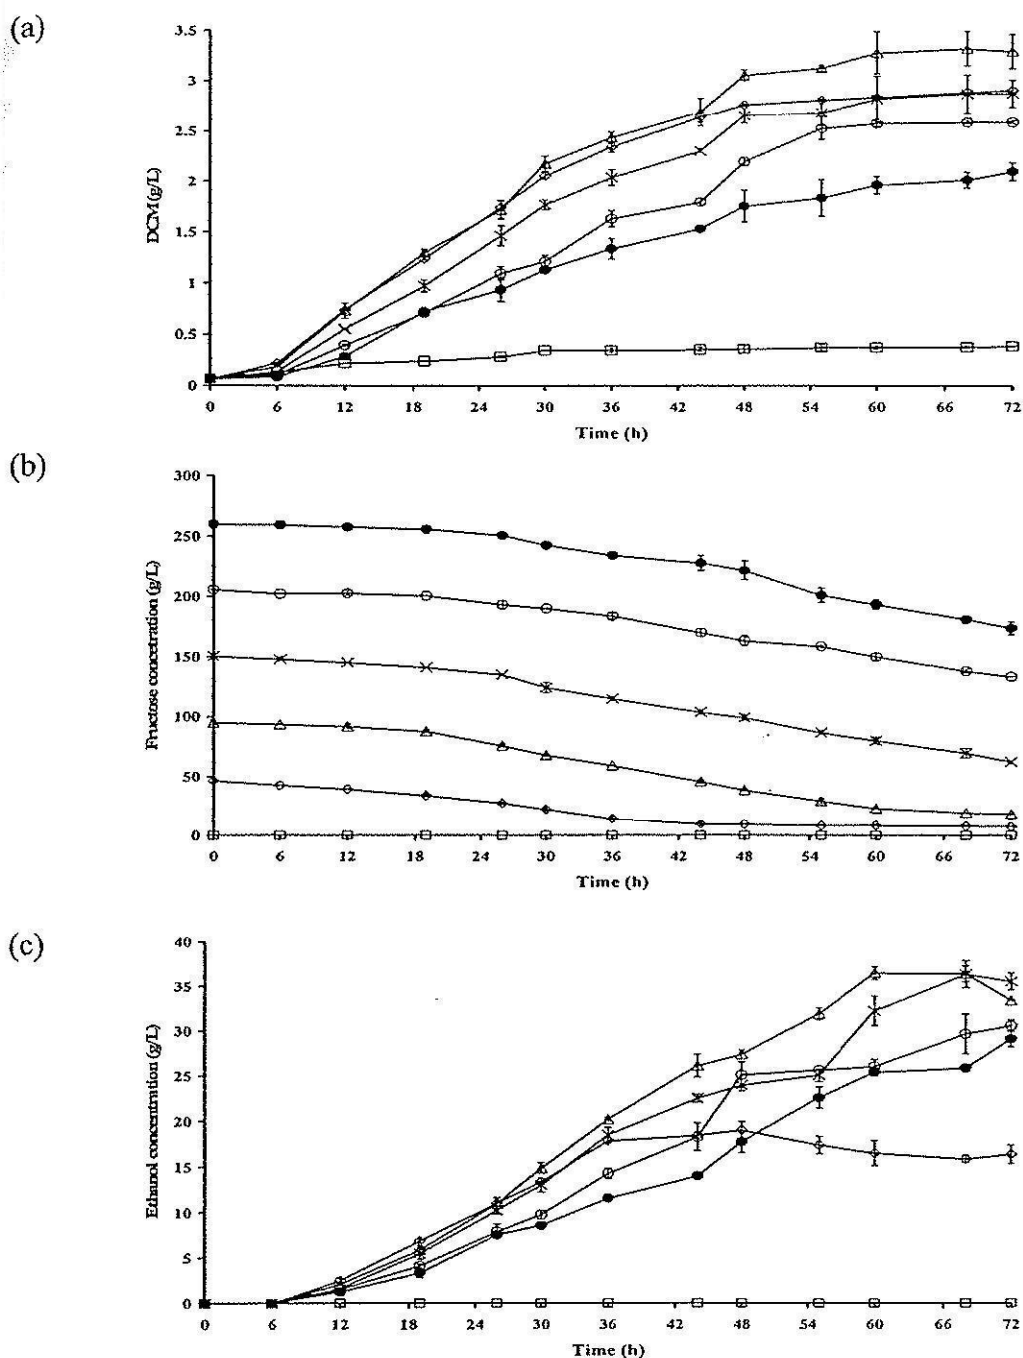 (a)
3.5
3
2.5
2
1.5
1
0.5
0
DCM (g/L)
0 6 12 18 24 30 36 42 48 54 60 66 72
Time (h)
(b)
300
250
200
150
100
50
0
Fructose concetration (g/L)
0 6 12 18 24 30 36 42 48 54 60 66 72
Time (h)
(c)
40
35
30
25
20
15
10
5
0
Ethanol concentration (g/L)
0 6 12 18 24 30 36 42 48 54 60 66 72
Time (h)